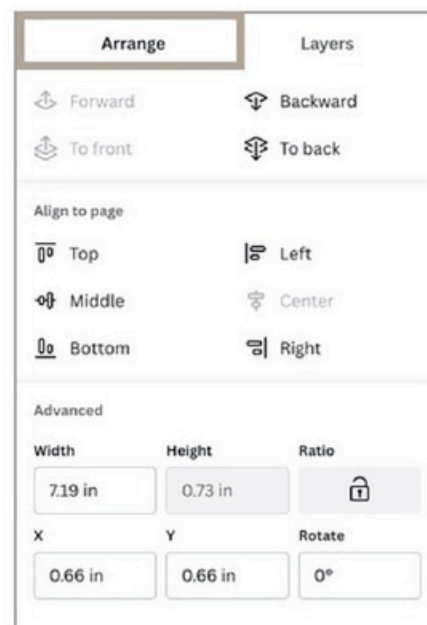 Arrange Layers
Forward Backward
To front To back
Align to page
Top Left
Middle Center
Bottom Right
Advanced
Width Height Ratio
7.19 in 0.73 in
X Y Rotate
0.66 in 0.66 in 0°